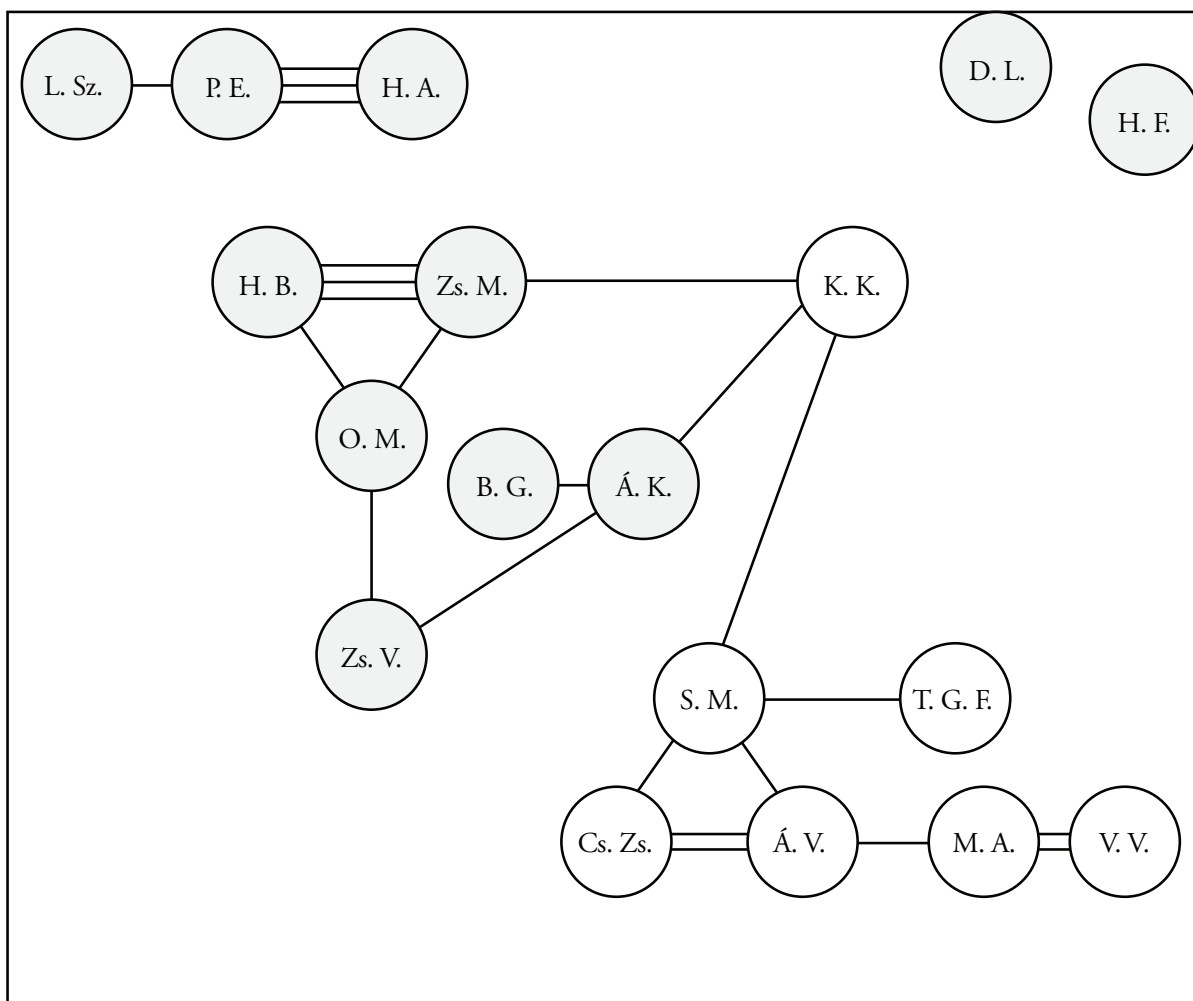 L. Sz.
P. E.
H. A.
D. L.
H. F.
H. B.
Zs. M.
K. K.
O. M.
B. G.
Á. K.
Zs. V.
S. M.
T. G. F.
Cs. Zs.
Á. V.
M. A.
V. V.